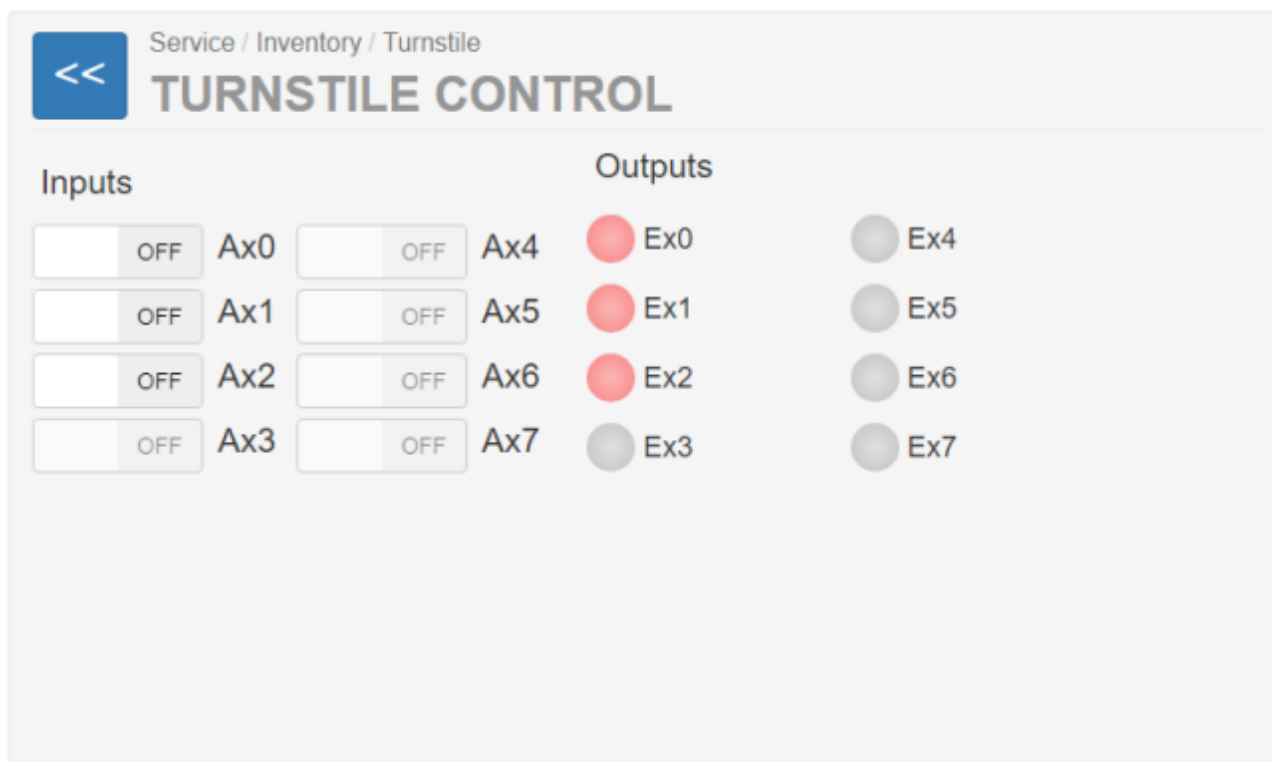 <<
Service / Inventory / Turnstile
TURNSTILE CONTROL
Inputs
OFF Ax0 OFF Ax4
OFF Ax1 OFF Ax5
OFF Ax2 OFF Ax6
OFF Ax3 OFF Ax7
Outputs
Ex0 Ex4
Ex1 Ex5
Ex2 Ex6
Ex3 Ex7